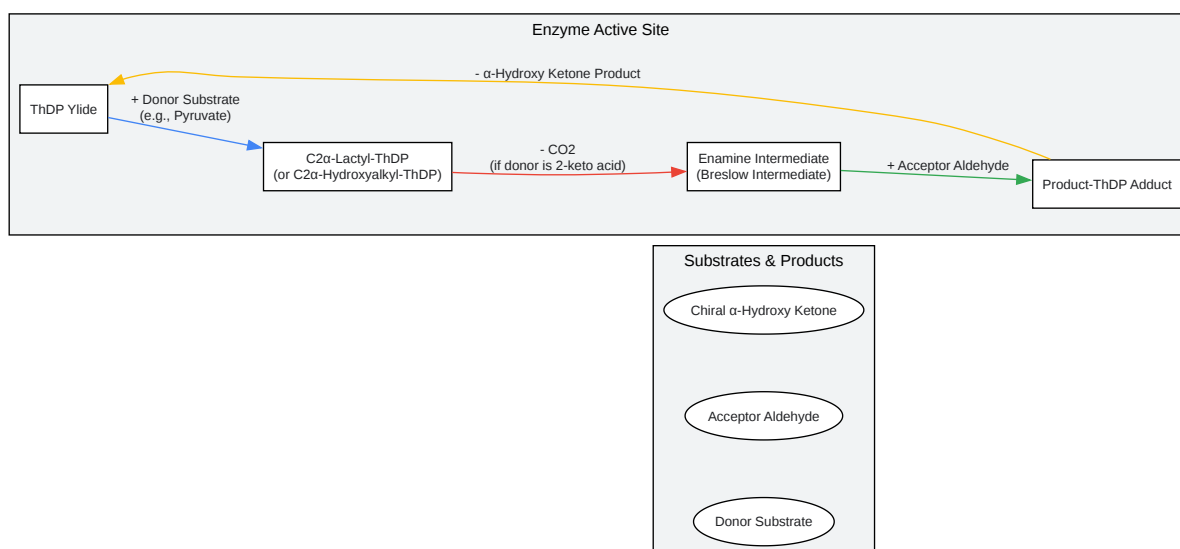 Enzyme Active Site
- α-Hydroxy Ketone Product
ThDP Ylide
+ Donor Substrate
(e.g., Pyruvate)
C2α-Lactyl-ThDP
(or C2α-Hydroxyalkyl-ThDP)
- CO2
(if donor is 2-keto acid)
Enamine Intermediate
(Breslow Intermediate)
+ Acceptor Aldehyde
Product-ThDP Adduct
Substrates & Products
Chiral α-Hydroxy Ketone
Acceptor Aldehyde
Donor Substrate